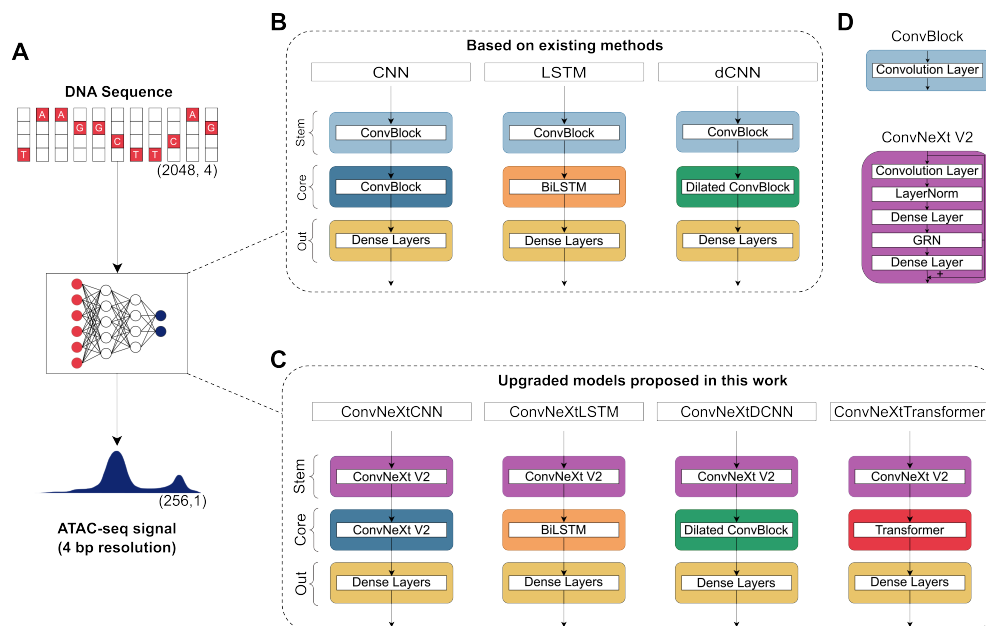 A
DNA Sequence
A A A
G G G
C C
T T T
(2048, 4)
(256,1)
ATAC-seq signal
(4 bp resolution)
B
Based on existing methods
CNN LSTM dCNN
Stem
ConvBlock ConvBlock ConvBlock
Core
ConvBlock BiLSTM Dilated ConvBlock
Out
Dense Layers Dense Layers Dense Layers
C
Upgraded models proposed in this work
ConvNeXtCNN ConvNeXtLSTM ConvNeXtDCNN ConvNeXtTransformer
Stem
ConvNeXt V2 ConvNeXt V2 ConvNeXt V2 ConvNeXt V2
Core
ConvNeXt V2 BiLSTM Dilated ConvBlock Transformer
Out
Dense Layers Dense Layers Dense Layers Dense Layers
D
ConvBlock
Convolution Layer
ConvNeXt V2
Convolution Layer
LayerNorm
Dense Layer
GRN
Dense Layer
+